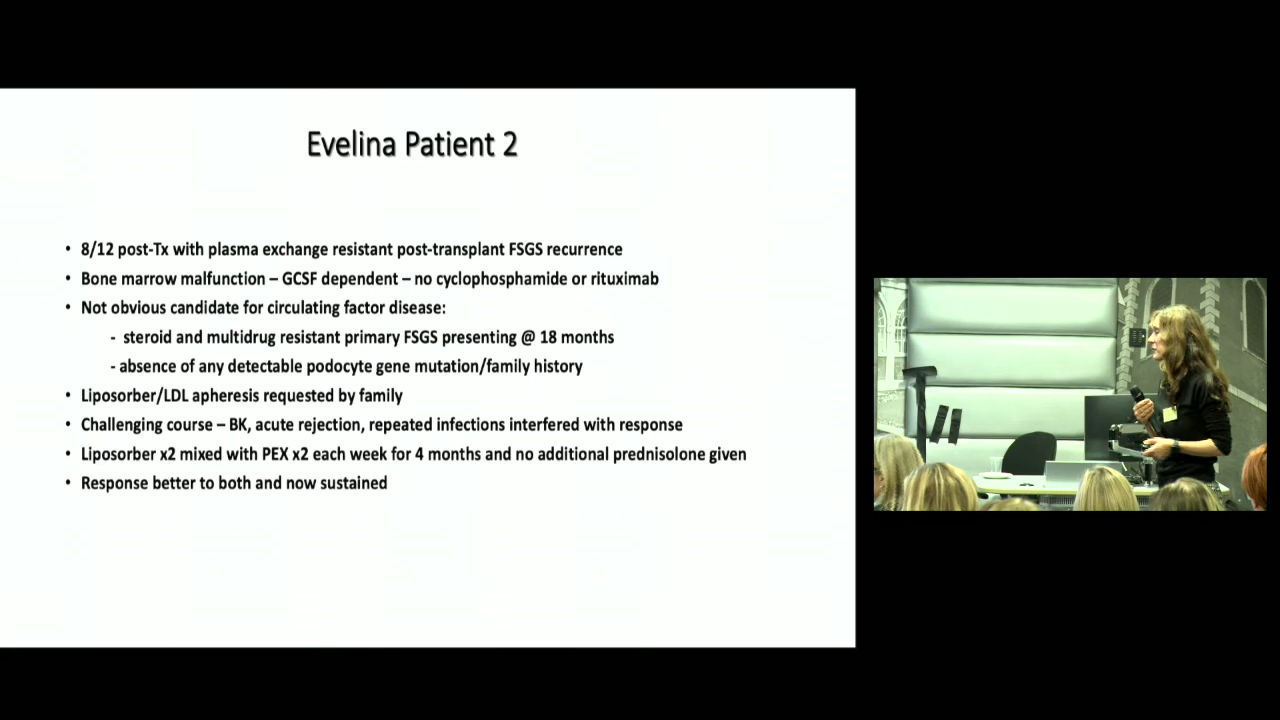 Evelina Patient 2
• 8/12 post-Tx with plasma exchange resistant post-transplant FSGS recurrence
• Bone marrow malfunction – GCSF dependent – no cyclophosphamide or rituximab
• Not obvious candidate for circulating factor disease:
- steroid and multidrug resistant primary FSGS presenting @ 18 months
- absence of any detectable podocyte gene mutation/family history
• Liposorber/LDL apheresis requested by family
• Challenging course – BK, acute rejection, repeated infections interfered with response
• Liposorber x2 mixed with PEX x2 each week for 4 months and no additional prednisolone given
• Response better to both and now sustained